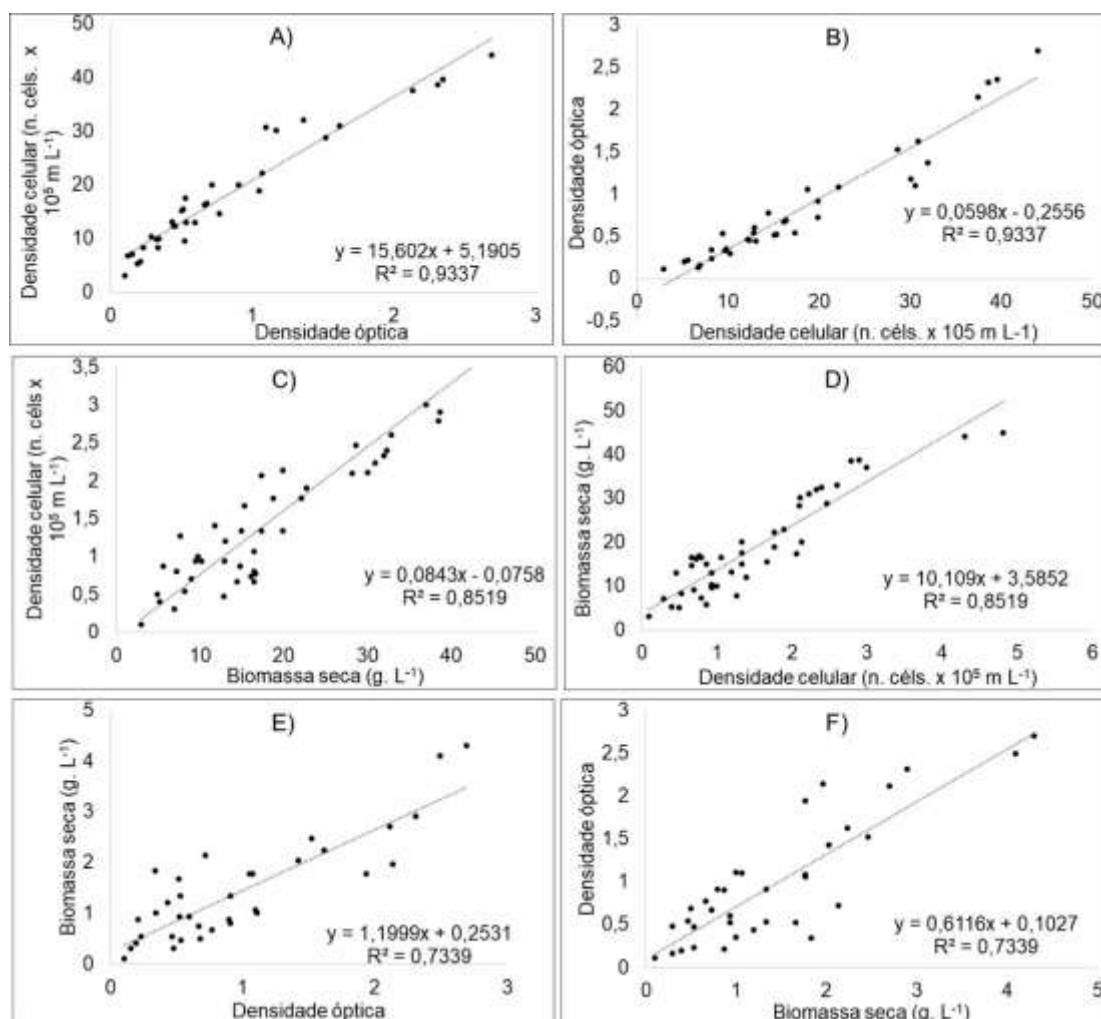 A)
Densidade celular (n. céls. x
10⁵ m L⁻¹)
50
40
30
20
10
0
y = 15,602x + 5,1905
R² = 0,9337
0
1
2
3
Densidade óptica
B)
Densidade óptica
3
2,5
2
1,5
1
0,5
0
-0,5
y = 0,0598x - 0,2556
R² = 0,9337
0
10
20
30
40
50
Densidade celular (n. céls. x 105 m L-1)
C)
Densidade celular (n. céls x
10⁵ m L⁻¹)
3,5
3
2,5
2
1,5
1
0,5
0
y = 0,0843x - 0,0758
R² = 0,8519
0
10
20
30
40
50
Biomassa seca (g. L⁻¹)
D)
Biomassa seca (g. L⁻¹)
60
50
40
30
20
10
0
y = 10,109x + 3,5852
R² = 0,8519
0
1
2
3
4
5
6
Densidade celular (n. céls. x 10⁵ m L⁻¹)
E)
Biomassa seca (g. L⁻¹)
5
4
3
2
1
0
y = 1,1999x + 0,2531
R² = 0,7339
0
1
2
3
Densidade óptica
F)
Densidade óptica
3
2,5
2
1,5
1
0,5
0
y = 0,6116x + 0,1027
R² = 0,7339
0
1
2
3
4
5
Biomassa seca (g. L⁻¹)